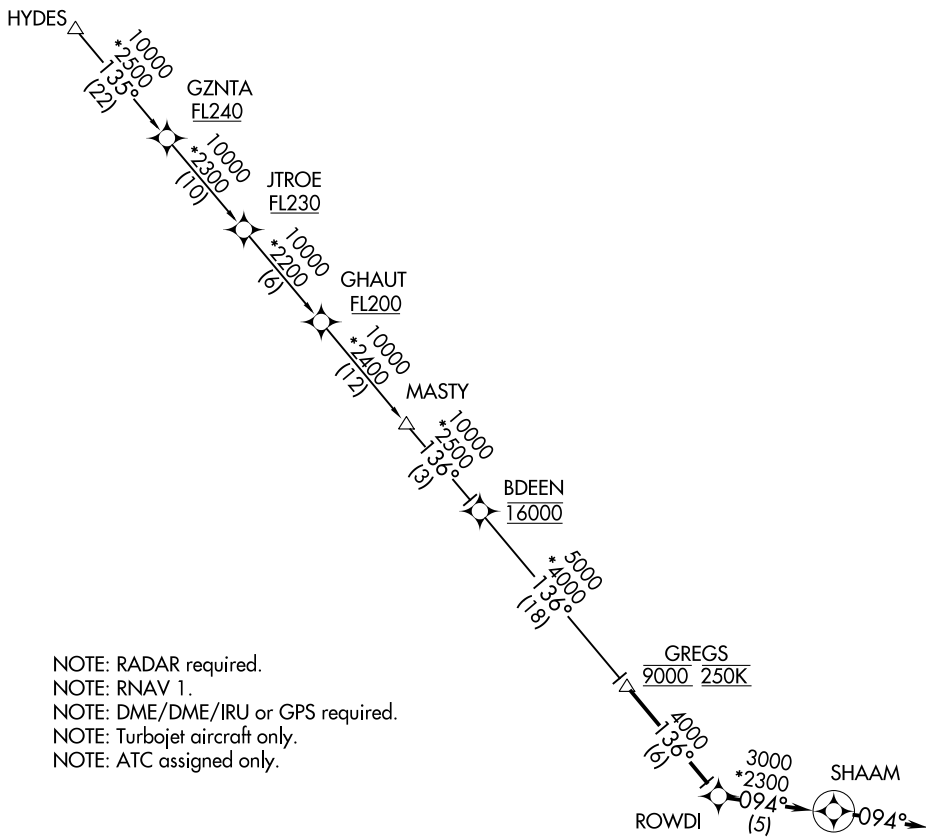 HYDES
10000
*2500
135°
(22)
GZNTA
FL240
10000
*2300
(10)
JTROE
FL230
10000
*2200
(6)
GHAUT
FL200
10000
*2400
(12)
MASTY
10000
*2500
136°
(3)
BDEEN
16000
5000
*4000
136°
(18)
GREGS
9000 250K
4000
136°
(6)
ROWDI
3000
*2300
094°
(5)
SHAAM
094°
NOTE: RADAR required.
NOTE: RNAV 1.
NOTE: DME/DME/IRU or GPS required.
NOTE: Turbojet aircraft only.
NOTE: ATC assigned only.